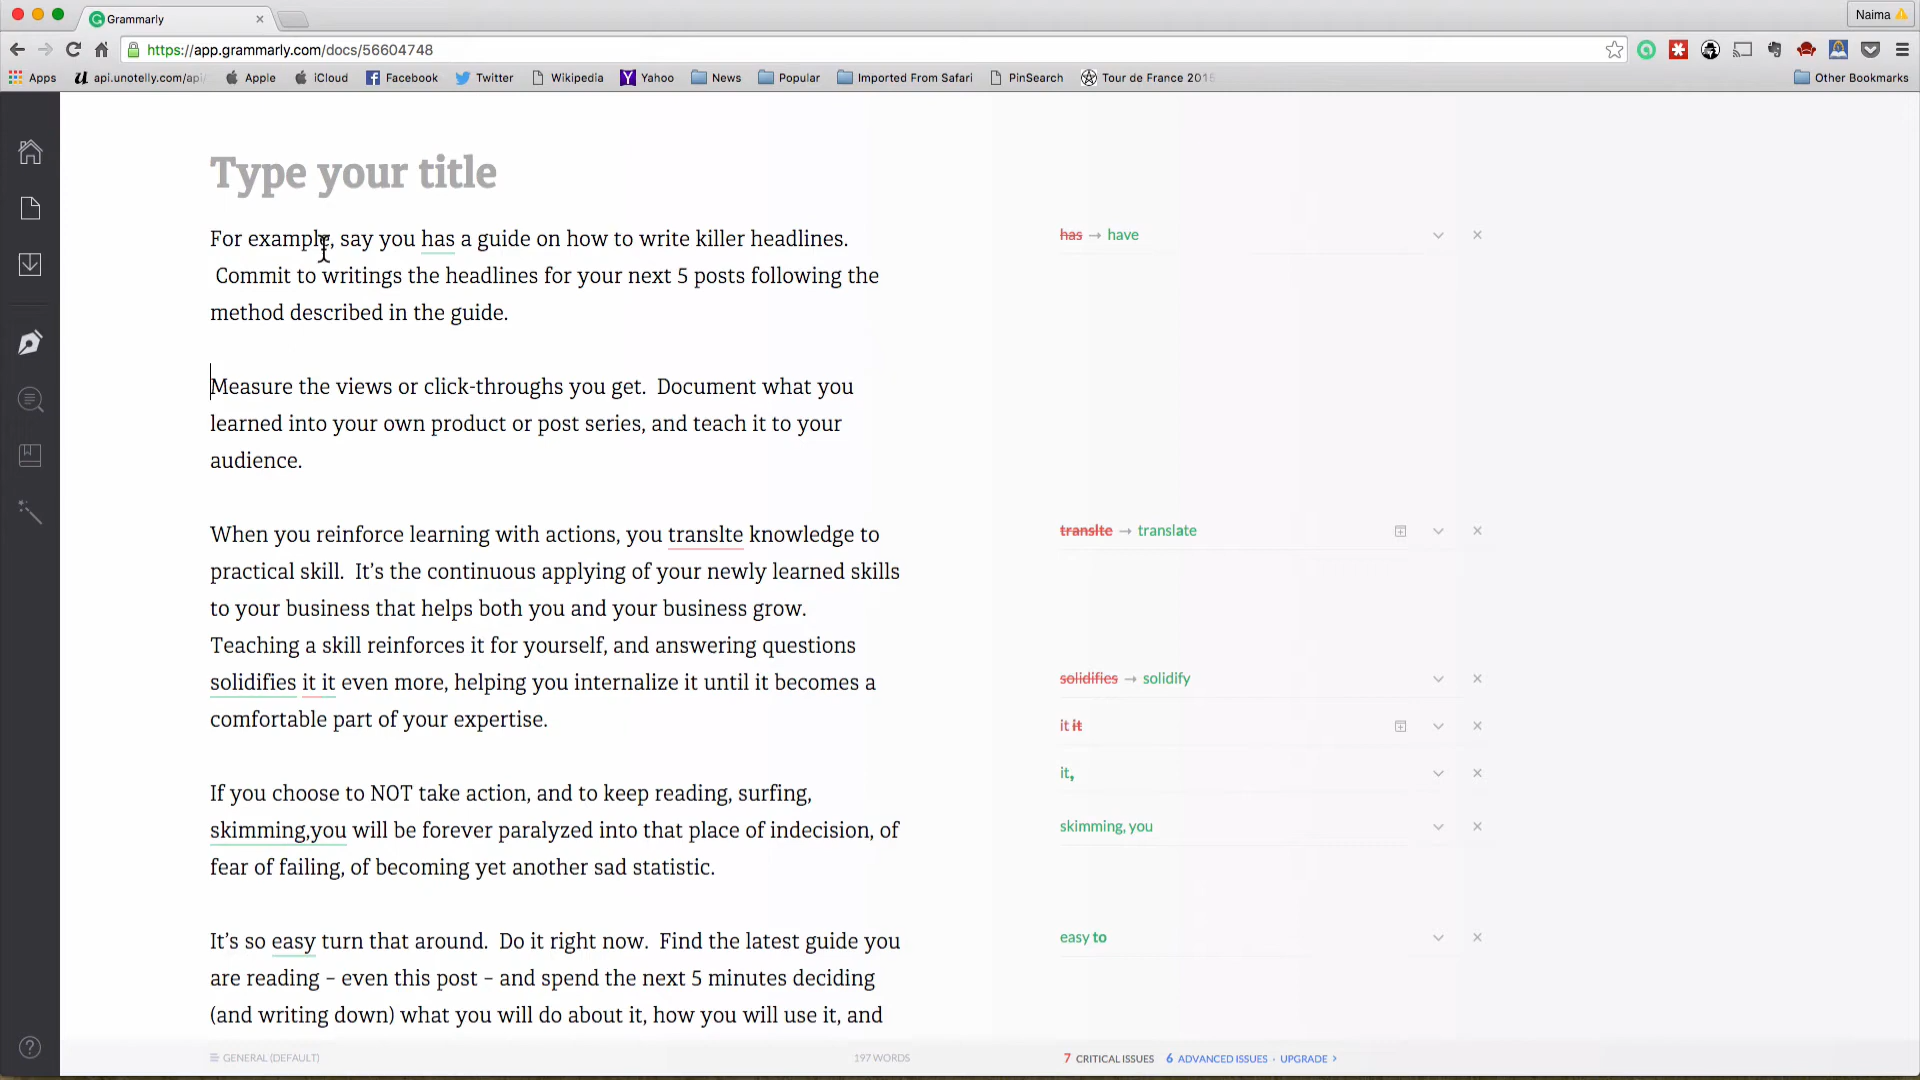 Grammarly
Naima
https://app.grammarly.com/docs/56604748
Apps api.unotelly.com/api/ Apple iCloud Facebook Twitter Wikipedia Yahoo News Popular Imported From Safari PinSearch Tour de France 2015 Other Bookmarks
Type your title
For example, say you has a guide on how to write killer headlines.
Commit to writings the headlines for your next 5 posts following the
method described in the guide.
Measure the views or click-throughs you get.  Document what you
learned into your own product or post series, and teach it to your
audience.
When you reinforce learning with actions, you translte knowledge to
practical skill.  It's the continuous applying of your newly learned skills
to your business that helps both you and your business grow.
Teaching a skill reinforces it for yourself, and answering questions
solidifies it it even more, helping you internalize it until it becomes a
comfortable part of your expertise.
If you choose to NOT take action, and to keep reading, surfing,
skimming,you will be forever paralyzed into that place of indecision, of
fear of failing, of becoming yet another sad statistic.
It's so easy turn that around.  Do it right now.  Find the latest guide you
are reading – even this post – and spend the next 5 minutes deciding
(and writing down) what you will do about it, how you will use it, and
has → have
translte → translate
solidifies → solidify
it it
it,
skimming, you
easy to
GENERAL (DEFAULT) 197 WORDS 7 CRITICAL ISSUES 6 ADVANCED ISSUES · UPGRADE >